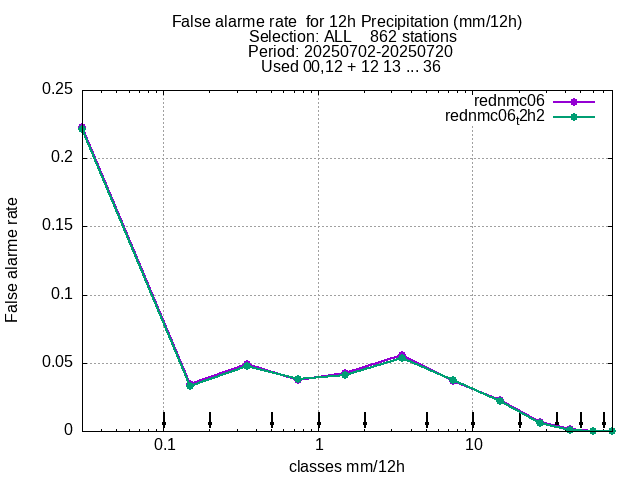 False alarme rate  for 12h Precipitation (mm/12h)
Selection: ALL    862 stations
Period: 20250702-20250720
Used 00,12 + 12 13 ... 36
rednmc06
rednmc06,2h2
0.25
0.2
0.15
0.1
0.05
0
0.1
1
10
False alarme rate
classes mm/12h